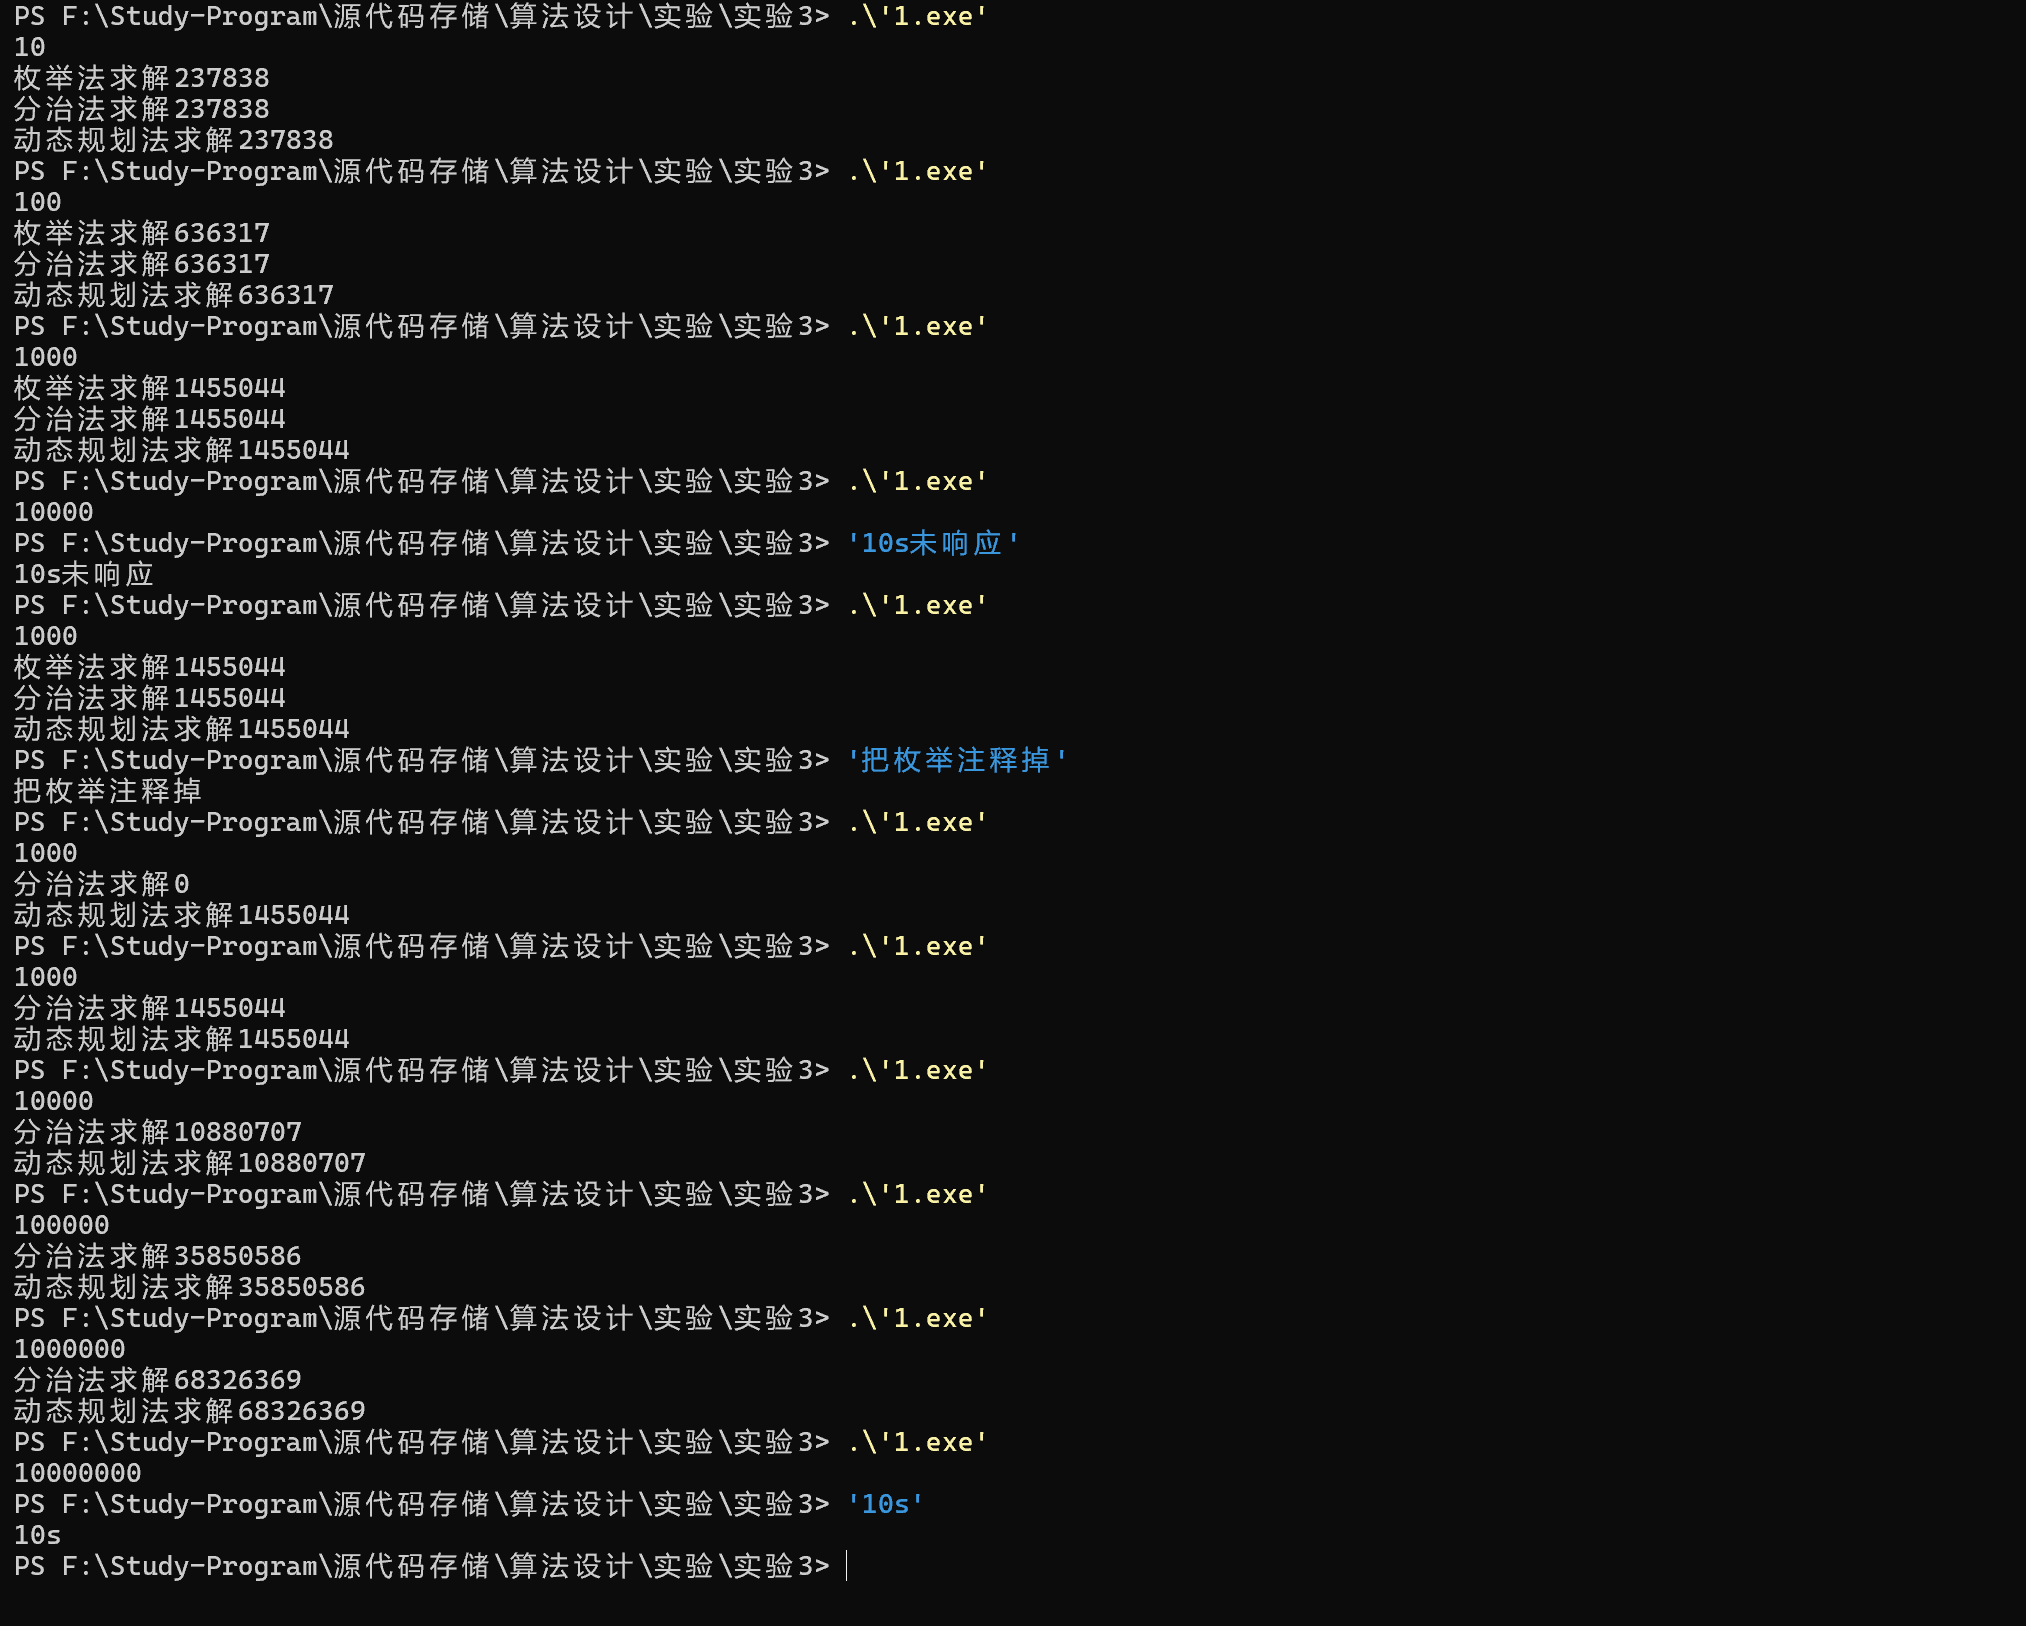 PS F:\Study-Program\源代码存储\算法设计\实验\实验3> .\'1.exe'
10
枚举法求解237838
分治法求解237838
动态规划法求解237838
PS F:\Study-Program\源代码存储\算法设计\实验\实验3> .\'1.exe'
100
枚举法求解636317
分治法求解636317
动态规划法求解636317
PS F:\Study-Program\源代码存储\算法设计\实验\实验3> .\'1.exe'
1000
枚举法求解1455044
分治法求解1455044
动态规划法求解1455044
PS F:\Study-Program\源代码存储\算法设计\实验\实验3> .\'1.exe'
10000
PS F:\Study-Program\源代码存储\算法设计\实验\实验3> '10s未响应'
10s未响应
PS F:\Study-Program\源代码存储\算法设计\实验\实验3> .\'1.exe'
1000
枚举法求解1455044
分治法求解1455044
动态规划法求解1455044
PS F:\Study-Program\源代码存储\算法设计\实验\实验3> '把枚举注释掉'
把枚举注释掉
PS F:\Study-Program\源代码存储\算法设计\实验\实验3> .\'1.exe'
1000
分治法求解0
动态规划法求解1455044
PS F:\Study-Program\源代码存储\算法设计\实验\实验3> .\'1.exe'
1000
分治法求解1455044
动态规划法求解1455044
PS F:\Study-Program\源代码存储\算法设计\实验\实验3> .\'1.exe'
10000
分治法求解10880707
动态规划法求解10880707
PS F:\Study-Program\源代码存储\算法设计\实验\实验3> .\'1.exe'
100000
分治法求解35850586
动态规划法求解35850586
PS F:\Study-Program\源代码存储\算法设计\实验\实验3> .\'1.exe'
1000000
分治法求解68326369
动态规划法求解68326369
PS F:\Study-Program\源代码存储\算法设计\实验\实验3> .\'1.exe'
10000000
PS F:\Study-Program\源代码存储\算法设计\实验\实验3> '10s'
10s
PS F:\Study-Program\源代码存储\算法设计\实验\实验3>